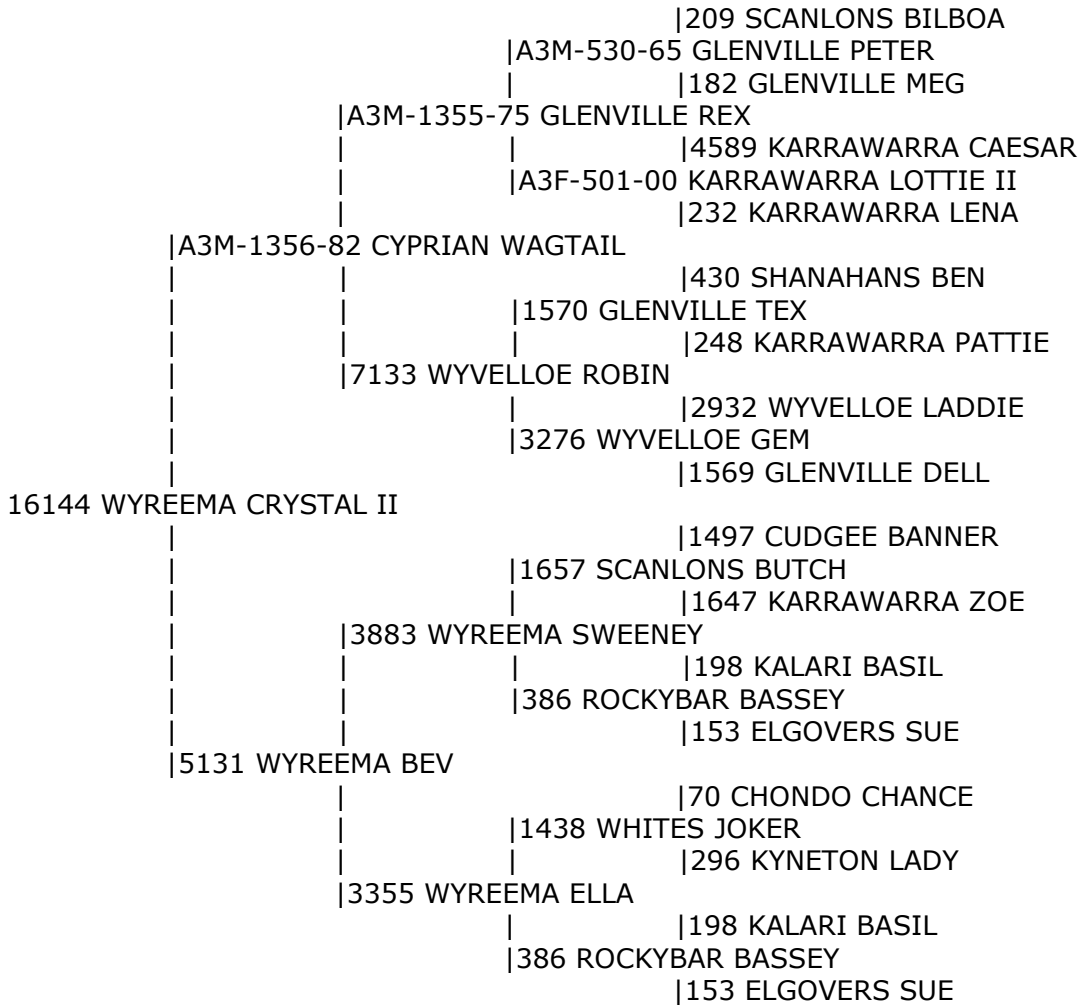 |209 SCANLONS BILBOA
|A3M-530-65 GLENVILLE PETER
| |182 GLENVILLE MEG
|A3M-1355-75 GLENVILLE REX
| | |4589 KARRAWARRA CAESAR
| |A3F-501-00 KARRAWARRA LOTTIE II
| |232 KARRAWARRA LENA
|A3M-1356-82 CYPRIAN WAGTAIL
| | |430 SHANAHANS BEN
| | |1570 GLENVILLE TEX
| | | |248 KARRAWARRA PATTIE
| |7133 WYVELLOE ROBIN
| | |2932 WYVELLOE LADDIE
| |3276 WYVELLOE GEM
| |1569 GLENVILLE DELL
16144 WYREEMA CRYSTAL II
| |1497 CUDGEE BANNER
| |1657 SCANLONS BUTCH
| | |1647 KARRAWARRA ZOE
| |3883 WYREEMA SWEENEY
| | | |198 KALARI BASIL
| | |386 ROCKYBAR BASSEY
| | |153 ELGOVERS SUE
|5131 WYREEMA BEV
| |70 CHONDO CHANCE
| |1438 WHITES JOKER
| | |296 KYNETON LADY
|3355 WYREEMA ELLA
| |198 KALARI BASIL
|386 ROCKYBAR BASSEY
|153 ELGOVERS SUE